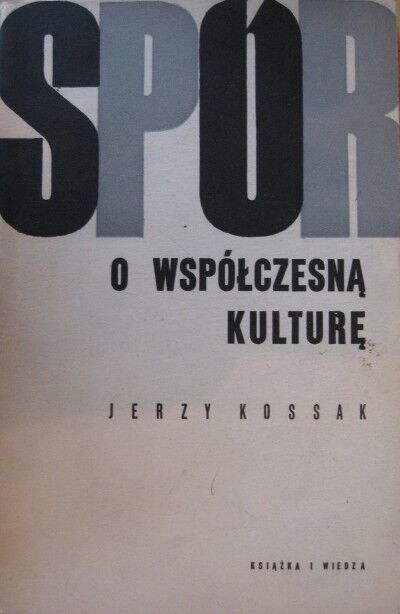 SPÓR
O WSPÓŁCZESNĄ
KULTURĘ
JERZY KOSSAK
KSIĄŻKA I WIEDZA